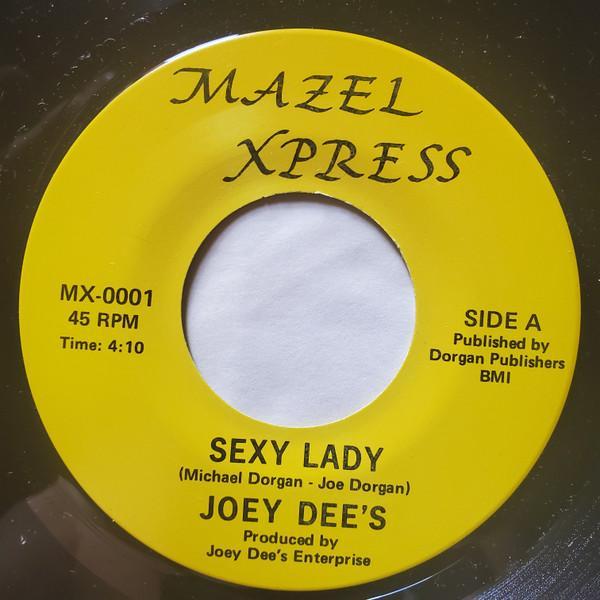 MAZEL
XPRESS
MX-0001
45 RPM
Time: 4:10
SIDE A
Published by
Dorgan Publishers
BMI
SEXY LADY
(Michael Dorgan - Joe Dorgan)
JOEY DEE'S
Produced by
Joey Dee's Enterprise